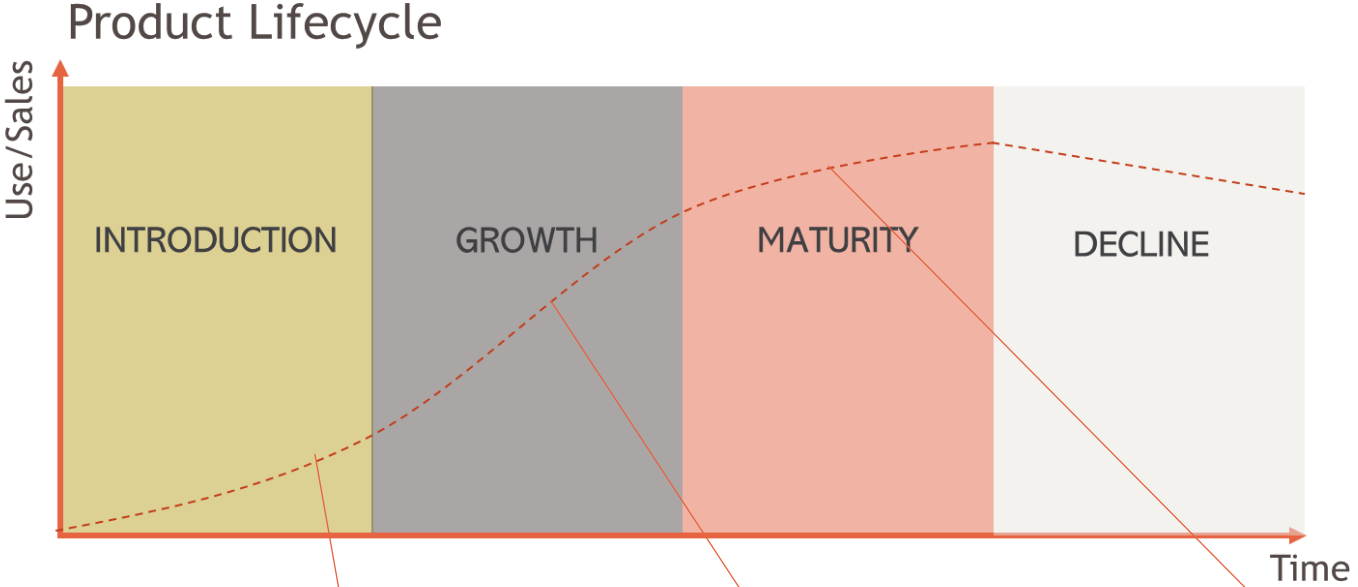 Product Lifecycle
Use/Sales
INTRODUCTION
GROWTH
MATURITY
DECLINE
Time